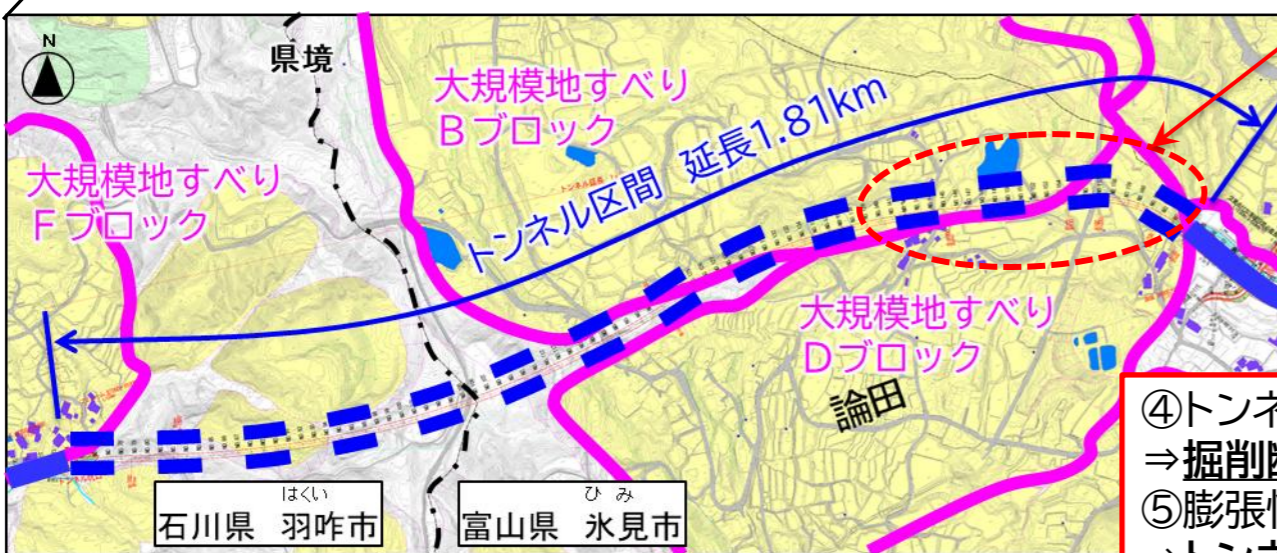 N
県境
大規模地すべり
Bブロック
トンネル区間 延長1.81km
大規模地すべり
Fブロック
大規模地すべり
Dブロック
論田
はくい
石川県 羽咋市
ひみ
富山県 氷見市
④トンネ
⇒掘削
⑤膨張